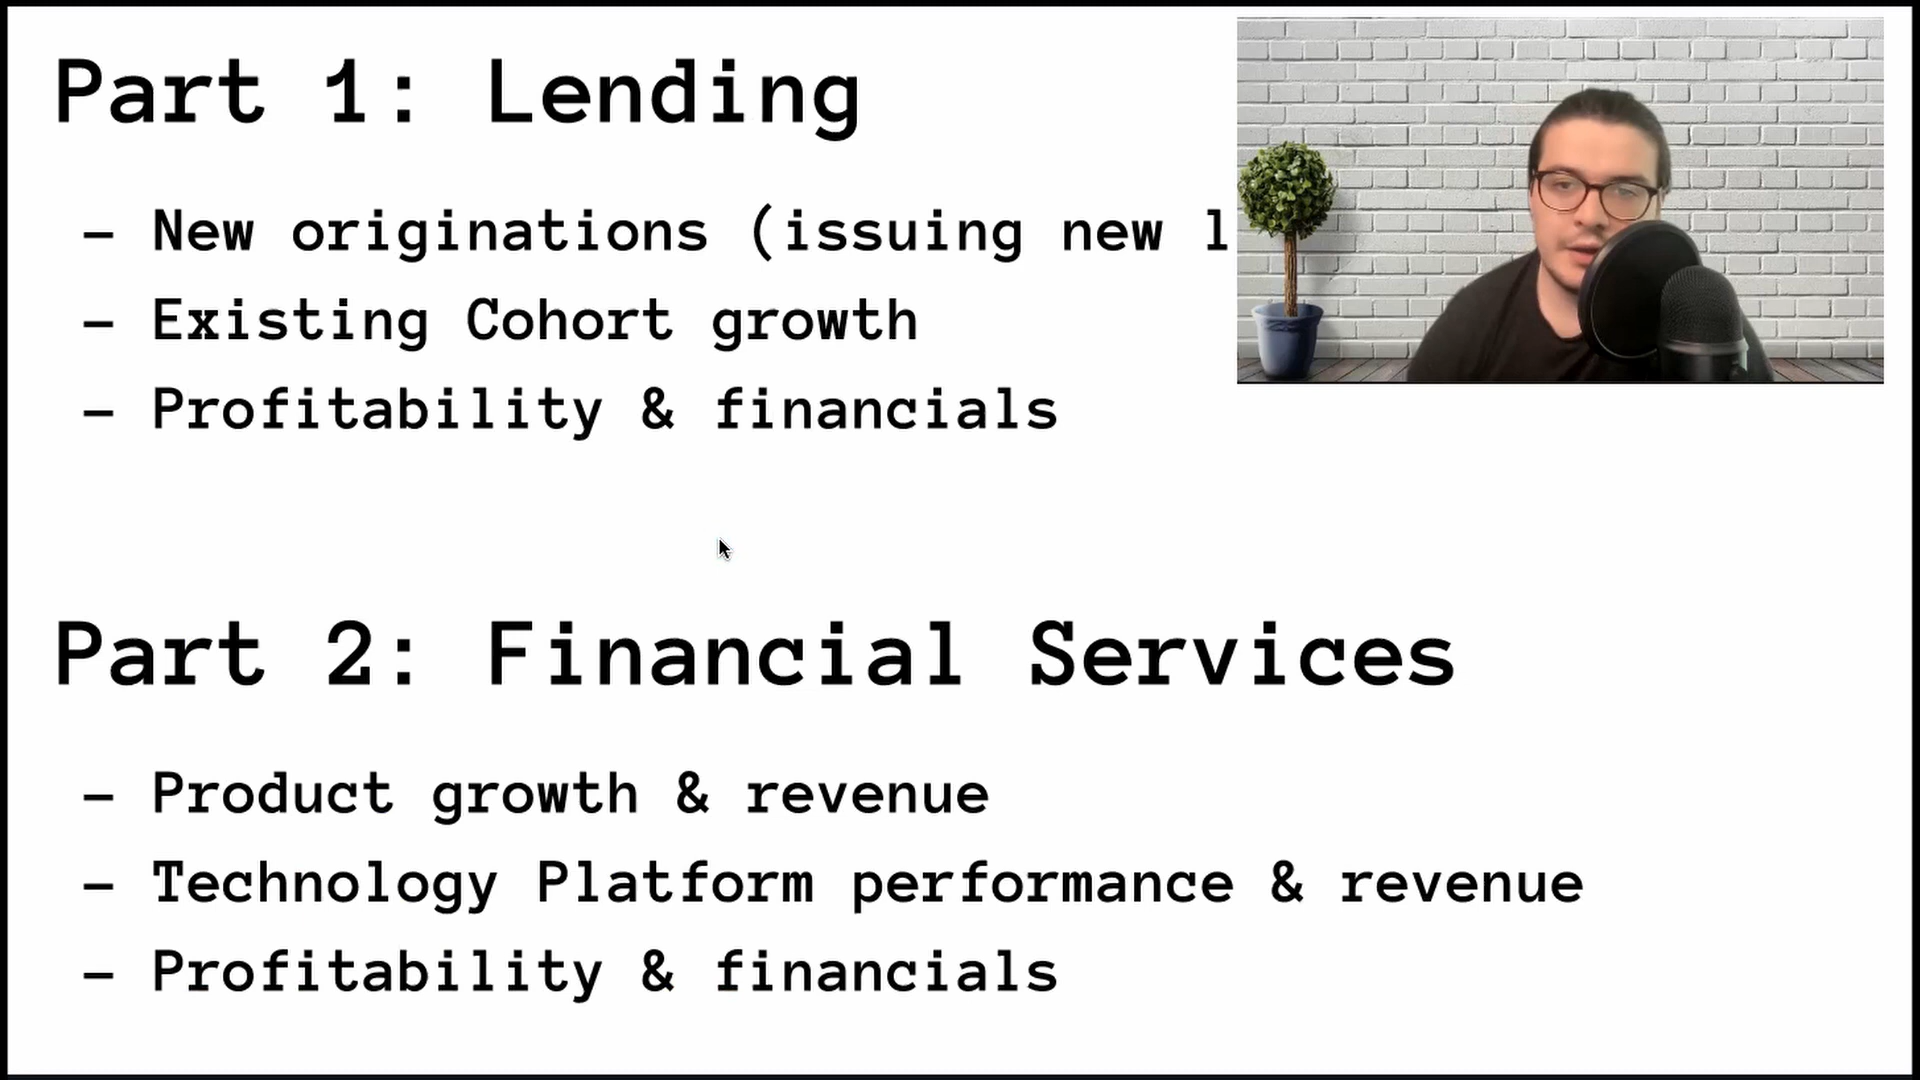 Part 1: Lending
- New originations (issuing new l
- Existing Cohort growth
- Profitability & financials
Part 2: Financial Services
- Product growth & revenue
- Technology Platform performance & revenue
- Profitability & financials